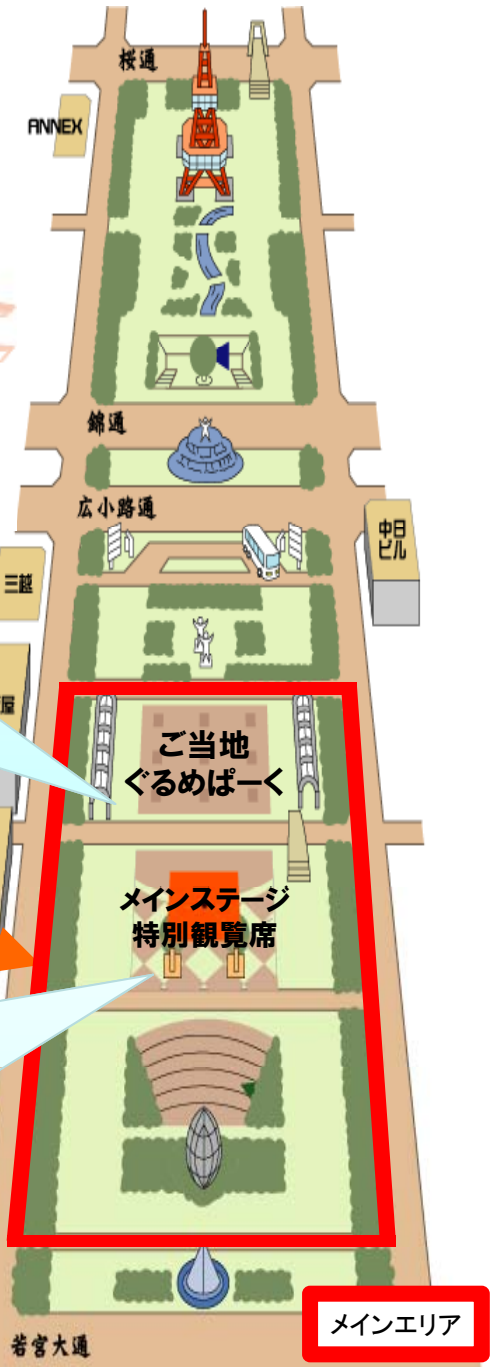 桜通
ANNEX
錦通
広小路通
中日
ビル
三越
屋
ご当地
ぐるめぱーく
メインステージ
特別観覧席
メインエリア
若宮大通